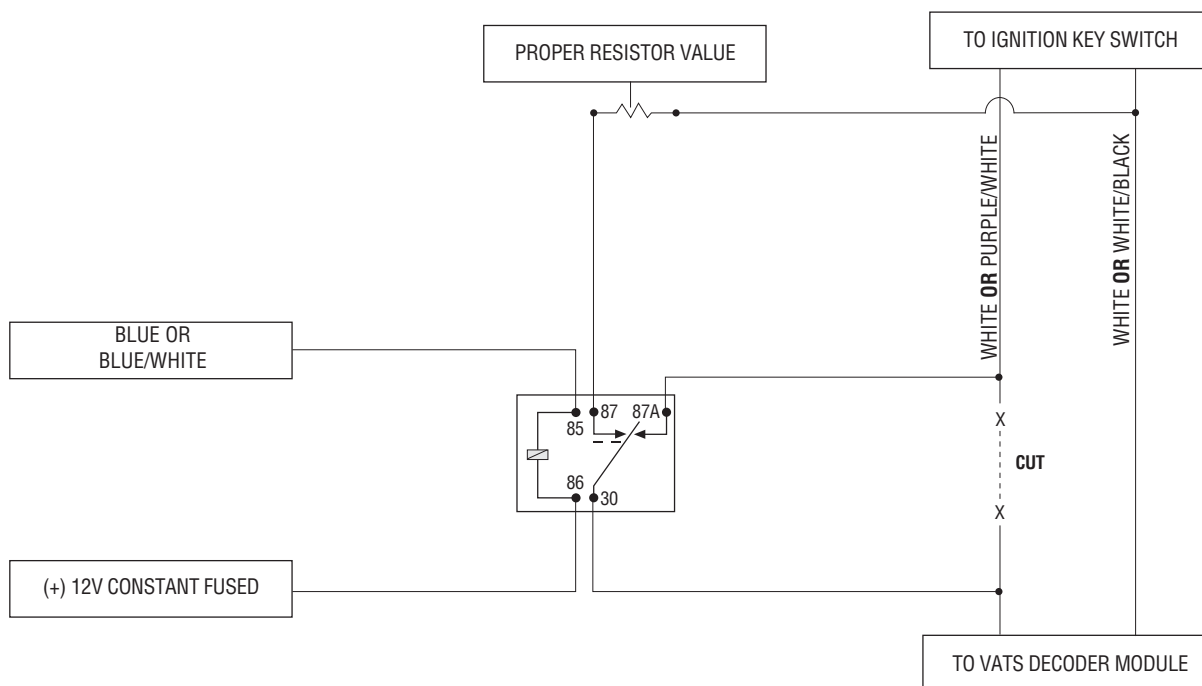 PROPER RESISTOR VALUE
TO IGNITION KEY SWITCH
WHITE OR PURPLE/WHITE
WHITE OR WHITE/BLACK
BLUE OR
BLUE/WHITE
87
87A
85
86
30
X
CUT
X
(+) 12V CONSTANT FUSED
TO VATS DECODER MODULE